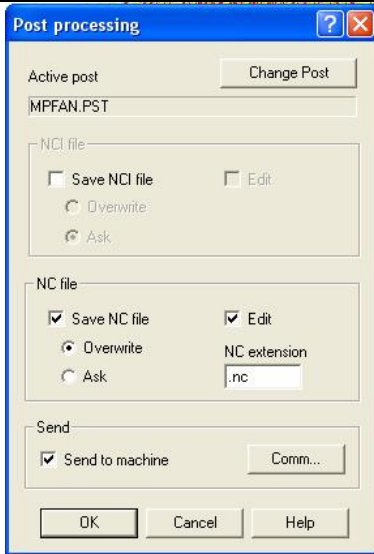 Post processing
Active post
Change Post
MPFAN.PST
NCI file
Save NCI file
Edit
Overwrite
Ask
NC file
Save NC file
Edit
Overwrite
NC extension
Ask
.nc
Send
Send to machine
Comm...
OK
Cancel
Help